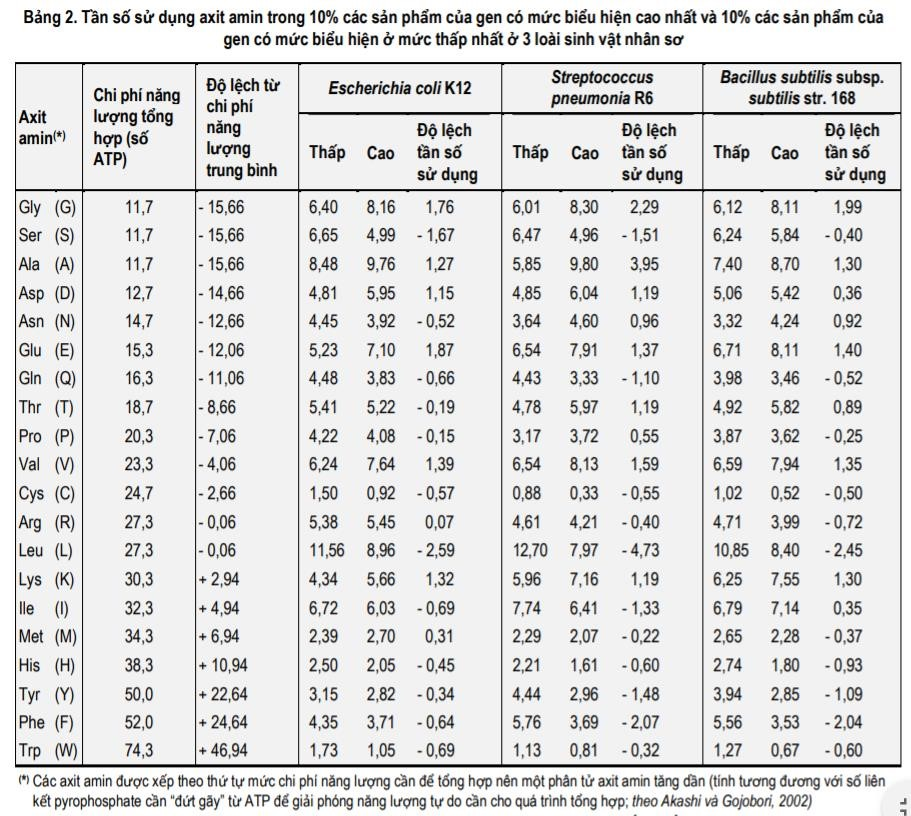 Bảng 2. Tần số sử dụng axit amin trong 10% các sản phẩm của gen có mức biểu hiện cao nhất và 10% các sản phẩm của
gen có mức biểu hiện ở mức thấp nhất ở 3 loài sinh vật nhân sơ
Axit amin(*) Chi phí năng lượng tổng hợp (số ATP) Độ lệch từ chi phí năng lượng trung bình Escherichia coli K12 Streptococcus pneumonia R6 Bacillus subtilis subsp. subtilis str. 168
Thấp Cao Độ lệch tần số sử dụng Thấp Cao Độ lệch tần số sử dụng Thấp Cao Độ lệch tần số sử dụng
Gly (G) 11,7 - 15,66 6,40 8,16 1,76 6,01 8,30 2,29 6,12 8,11 1,99
Ser (S) 11,7 - 15,66 6,65 4,99 - 1,67 6,47 4,96 - 1,51 6,24 5,84 - 0,40
Ala (A) 11,7 - 15,66 8,48 9,76 1,27 5,85 9,80 3,95 7,40 8,70 1,30
Asp (D) 12,7 - 14,66 4,81 5,95 1,15 4,85 6,04 1,19 5,06 5,42 0,36
Asn (N) 14,7 - 12,66 4,45 3,92 - 0,52 3,64 4,60 0,96 3,32 4,24 0,92
Glu (E) 15,3 - 12,06 5,23 7,10 1,87 6,54 7,91 1,37 6,71 8,11 1,40
Gln (Q) 16,3 - 11,06 4,48 3,83 - 0,66 4,43 3,33 - 1,10 3,98 3,46 - 0,52
Thr (T) 18,7 - 8,66 5,41 5,22 - 0,19 4,78 5,97 1,19 4,92 5,82 0,89
Pro (P) 20,3 - 7,06 4,22 4,08 - 0,15 3,17 3,72 0,55 3,87 3,62 - 0,25
Val (V) 23,3 - 4,06 6,24 7,64 1,39 6,54 8,13 1,59 6,59 7,94 1,35
Cys (C) 24,7 - 2,66 1,50 0,92 - 0,57 0,88 0,33 - 0,55 1,02 0,52 - 0,50
Arg (R) 27,3 - 0,06 5,38 5,45 0,07 4,61 4,21 - 0,40 4,71 3,99 - 0,72
Leu (L) 27,3 - 0,06 11,56 8,96 - 2,59 12,70 7,97 - 4,73 10,85 8,40 - 2,45
Lys (K) 30,3 + 2,94 4,34 5,66 1,32 5,96 7,16 1,19 6,25 7,55 1,30
Ile (I) 32,3 + 4,94 6,72 6,03 - 0,69 7,74 6,41 - 1,33 6,79 7,14 0,35
Met (M) 34,3 + 6,94 2,39 2,70 0,31 2,29 2,07 - 0,22 2,65 2,28 - 0,37
His (H) 38,3 + 10,94 2,50 2,05 - 0,45 2,21 1,61 - 0,60 2,74 1,80 - 0,93
Tyr (Y) 50,0 + 22,64 3,15 2,82 - 0,34 4,44 2,96 - 1,48 3,94 2,85 - 1,09
Phe (F) 52,0 + 24,64 4,35 3,71 - 0,64 5,76 3,69 - 2,07 5,56 3,53 - 2,04
Trp (W) 74,3 + 46,94 1,73 1,05 - 0,69 1,13 0,81 - 0,32 1,27 0,67 - 0,60
(*) Các axit amin được xếp theo thứ tự mức chi phí năng lượng cần để tổng hợp nên một phân tử axit amin tăng dần (tính tương đương với số liên
kết pyrophosphate cần “đứt gãy” từ ATP để giải phóng năng lượng tự do cần cho quá trình tổng hợp; theo Akashi và Gojobori, 2002)